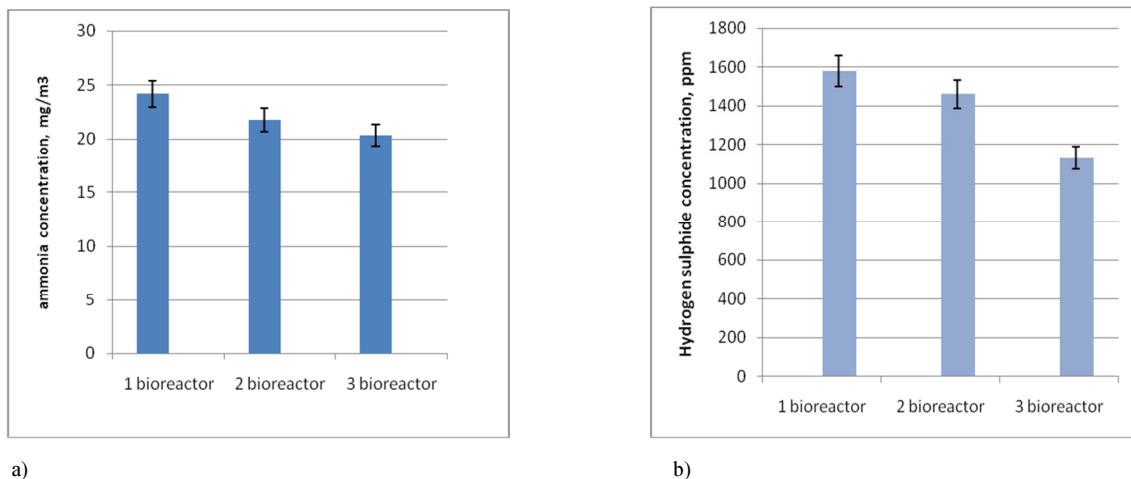 30
25
20
15
10
5
0
ammonia concentration, mg/m3
1 bioreactor 2 bioreactor 3 bioreactor
a)
1800
1600
1400
1200
1000
800
600
400
200
0
Hydrogen sulphide concentration, ppm
1 bioreactor 2 bioreactor 3 bioreactor
b)